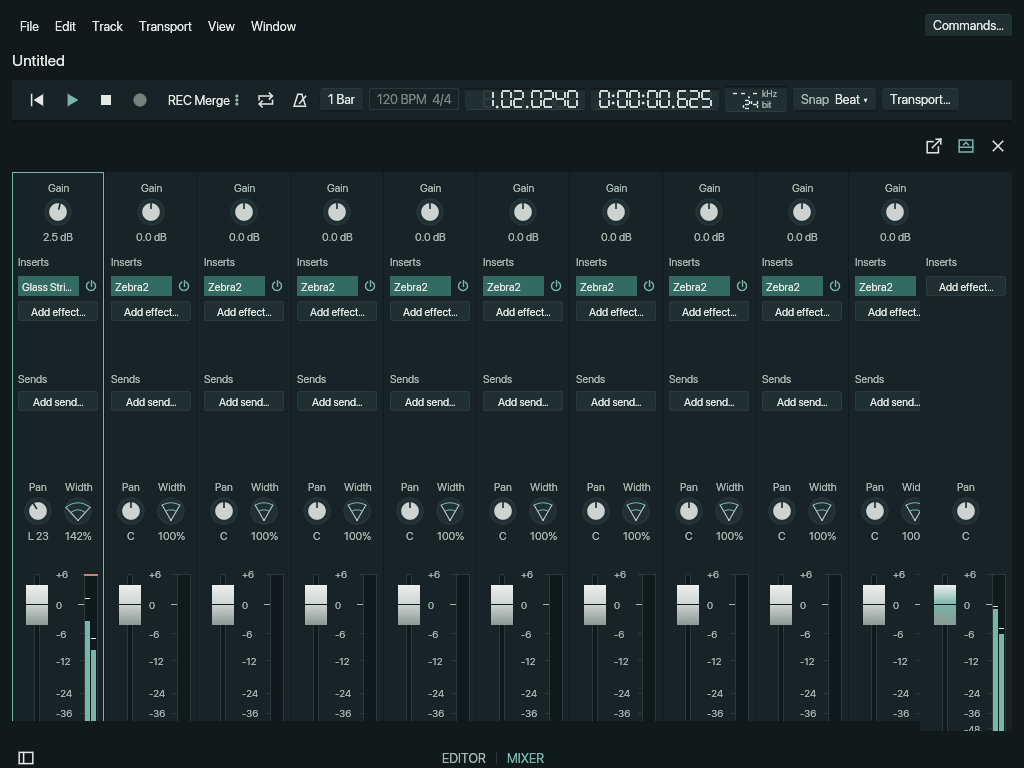 File Edit Track Transport View Window Commands...
Untitled
REC Merge 1 Bar 120 BPM 4/4 1.02.0240 0:00:00.625 --.- kHz bit Snap Beat Transport...
Gain Gain Gain Gain Gain Gain Gain Gain Gain Gain
2.5 dB 0.0 dB 0.0 dB 0.0 dB 0.0 dB 0.0 dB 0.0 dB 0.0 dB 0.0 dB 0.0 dB
Inserts Inserts Inserts Inserts Inserts Inserts Inserts Inserts Inserts Inserts Inserts
Glass Stri... Zebra2 Zebra2 Zebra2 Zebra2 Zebra2 Zebra2 Zebra2 Zebra2 Zebra2 Add effect...
Add effect... Add effect... Add effect... Add effect... Add effect... Add effect... Add effect... Add effect... Add effect... Add effect.
Sends Sends Sends Sends Sends Sends Sends Sends Sends Sends
Add send... Add send... Add send... Add send... Add send... Add send... Add send... Add send... Add send... Add send..
Pan Width Pan Width Pan Width Pan Width Pan Width Pan Width Pan Width Pan Width Pan Width Pan Wid Pan
L 23 142% C 100% C 100% C 100% C 100% C 100% C 100% C 100% C 100% C 100 C
+6 +6 +6 +6 +6 +6 +6 +6 +6 +6 +6
0 0 0 0 0 0 0 0 0 0 0
-6 -6 -6 -6 -6 -6 -6 -6 -6 -6 -6
-12 -12 -12 -12 -12 -12 -12 -12 -12 -12 -12
-24 -24 -24 -24 -24 -24 -24 -24 -24 -24 -24
-36 -36 -36 -36 -36 -36 -36 -36 -36 -36 -36
-48
EDITOR MIXER